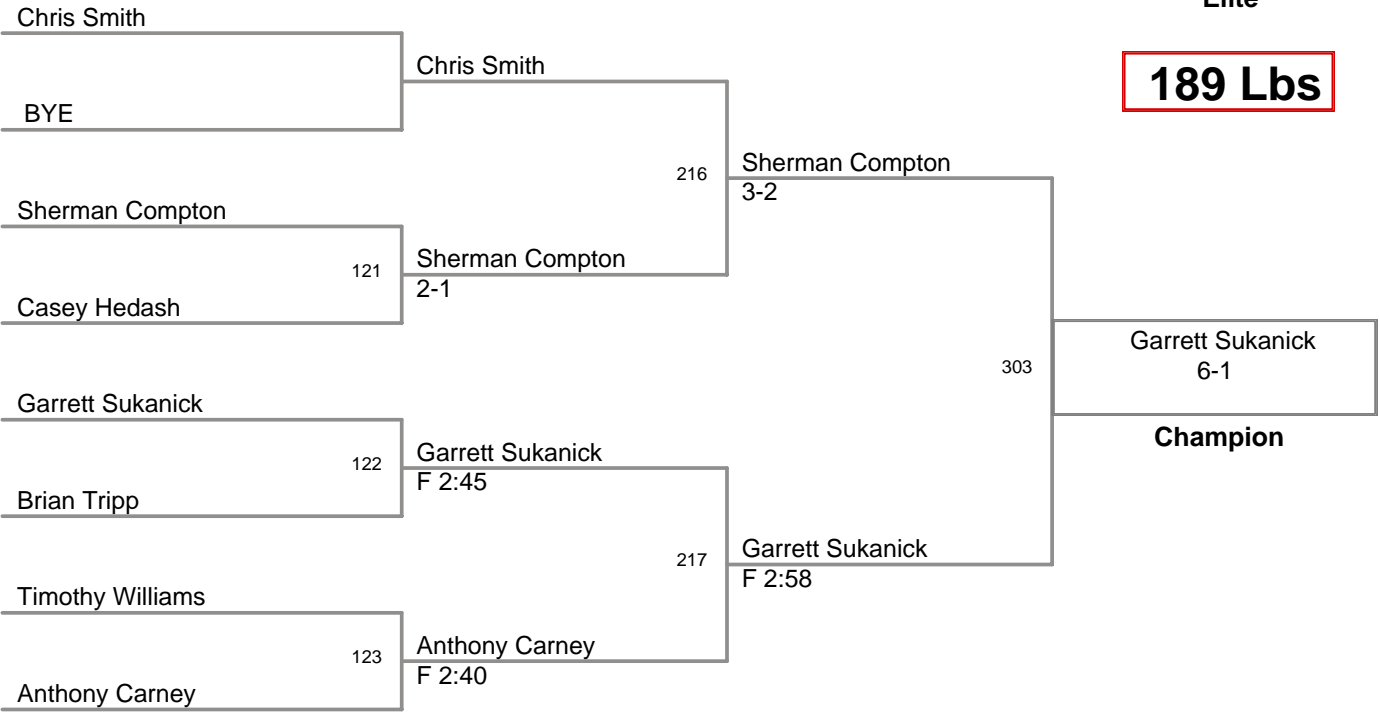 Elite
189 Lbs
Chris Smith
BYE
Chris Smith
Sherman Compton
121
Casey Hedash
Sherman Compton
2-1
216
Sherman Compton
3-2
Garrett Sukanick
122
Brian Tripp
Garrett Sukanick
F 2:45
Timothy Williams
123
Anthony Carney
Anthony Carney
F 2:40
217
Garrett Sukanick
F 2:58
303
Garrett Sukanick
6-1
Champion